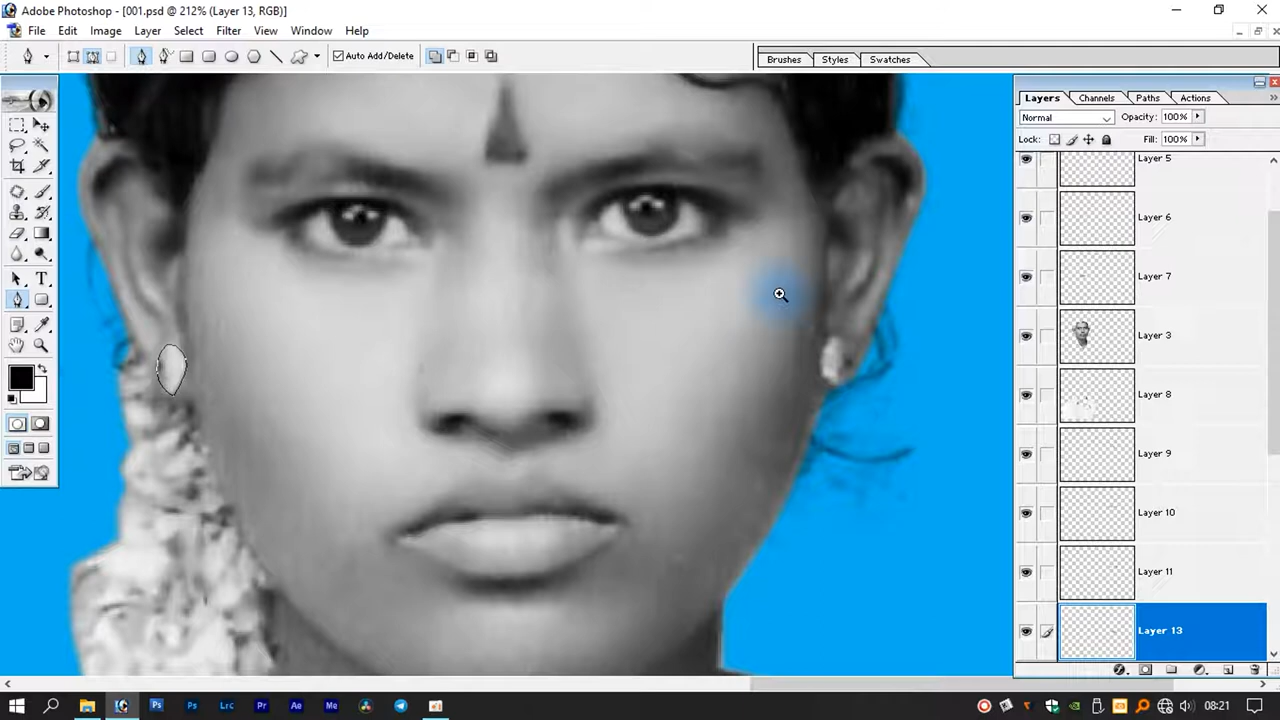 Adobe Photoshop - [001.psd @ 212% (Layer 13, RGB)]
File Edit Image Layer Select Filter View Window Help
Auto Add/Delete
Brushes Styles Swatches
Layers Channels Paths Actions
Normal Opacity: 100%
Lock: Fill: 100%
Layer 5
Layer 6
Layer 7
Layer 3
Layer 8
Layer 9
Layer 10
Layer 11
Layer 13
T
Ps Ps Lrc Pr Ae Me 08:21